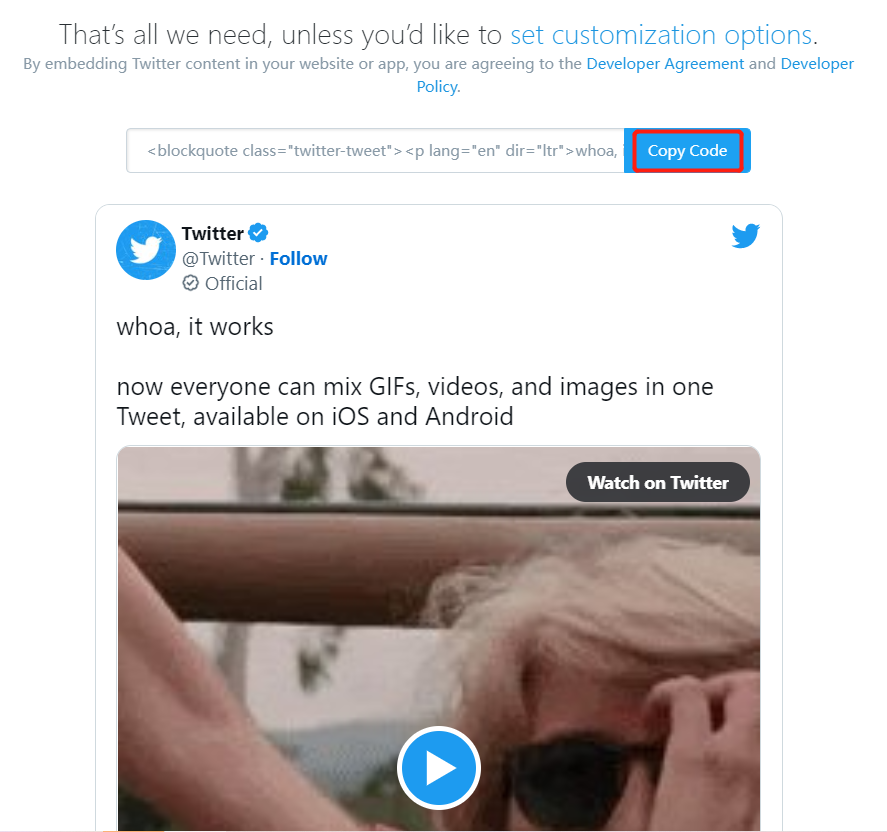 That’s all we need, unless you’d like to set customization options.
By embedding Twitter content in your website or app, you are agreeing to the Developer Agreement and Developer
Policy.
<blockquote class="twitter-tweet"><p lang="en" dir="ltr">whoa, i
Copy Code
Twitter
@Twitter · Follow
Official
whoa, it works
now everyone can mix GIFs, videos, and images in one
Tweet, available on iOS and Android
Watch on Twitter